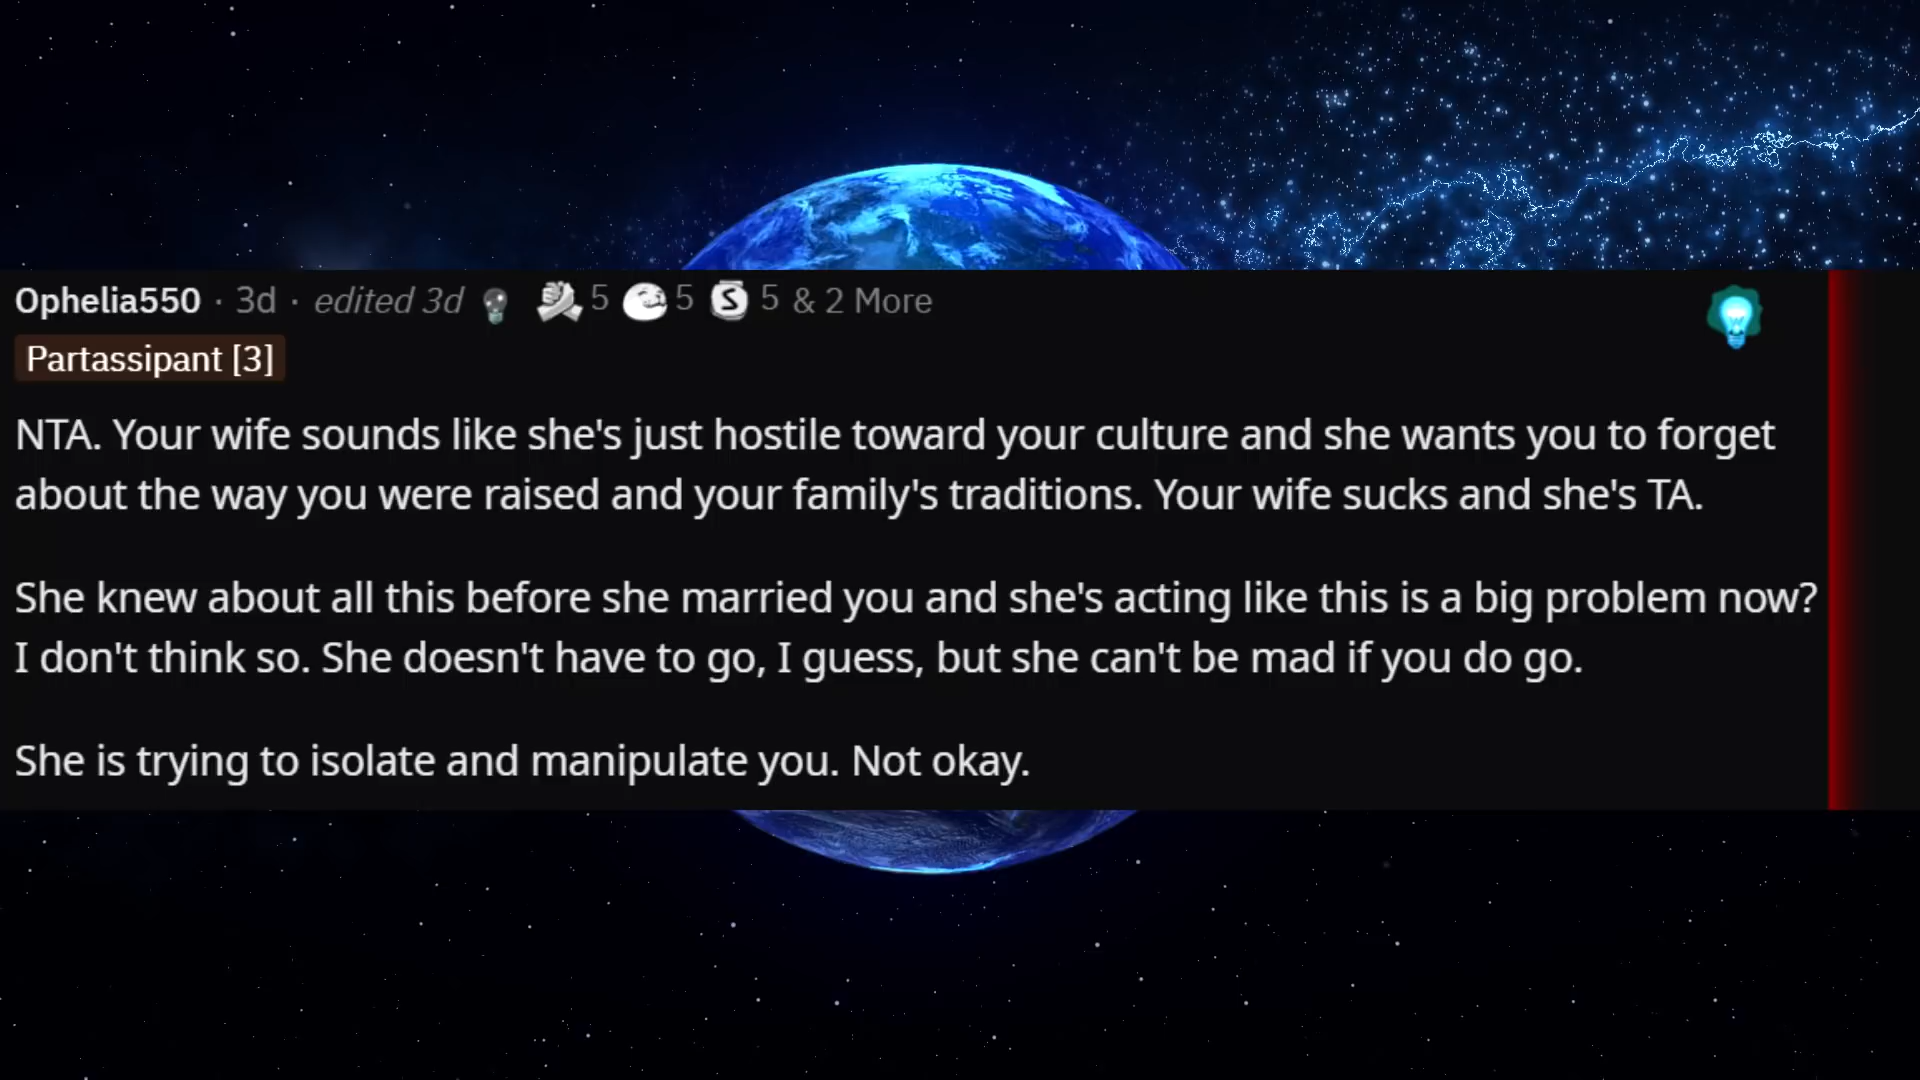 Ophelia550 · 3d · edited 3d 5 5 S 5 & 2 More
Partassipant [3]
NTA. Your wife sounds like she's just hostile toward your culture and she wants you to forget
about the way you were raised and your family's traditions. Your wife sucks and she's TA.
She knew about all this before she married you and she's acting like this is a big problem now?
I don't think so. She doesn't have to go, I guess, but she can't be mad if you do go.
She is trying to isolate and manipulate you. Not okay.